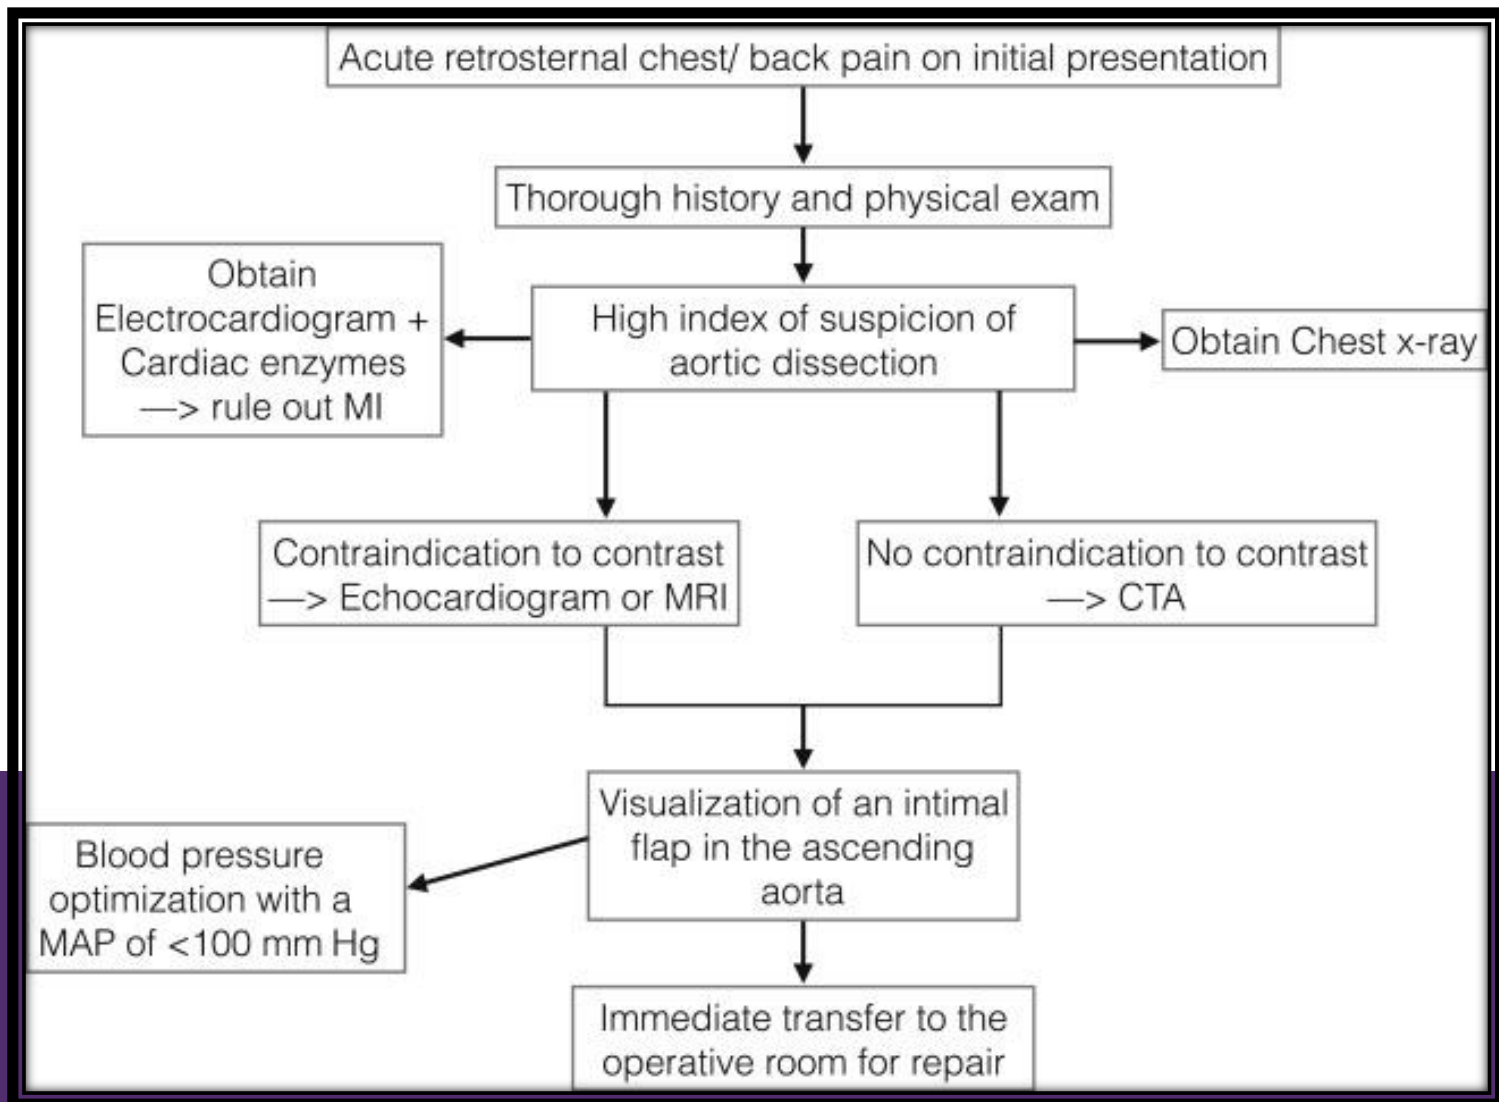 Acute retrosternal chest/ back pain on initial presentation
Thorough history and physical exam
Obtain
Electrocardiogram +
Cardiac enzymes
—> rule out MI
High index of suspicion of
aortic dissection
Obtain Chest x-ray
Contraindication to contrast
—> Echocardiogram or MRI
No contraindication to contrast
—> CTA
Visualization of an intimal
flap in the ascending
aorta
Blood pressure
optimization with a
MAP of <100 mm Hg
Immediate transfer to the
operative room for repair